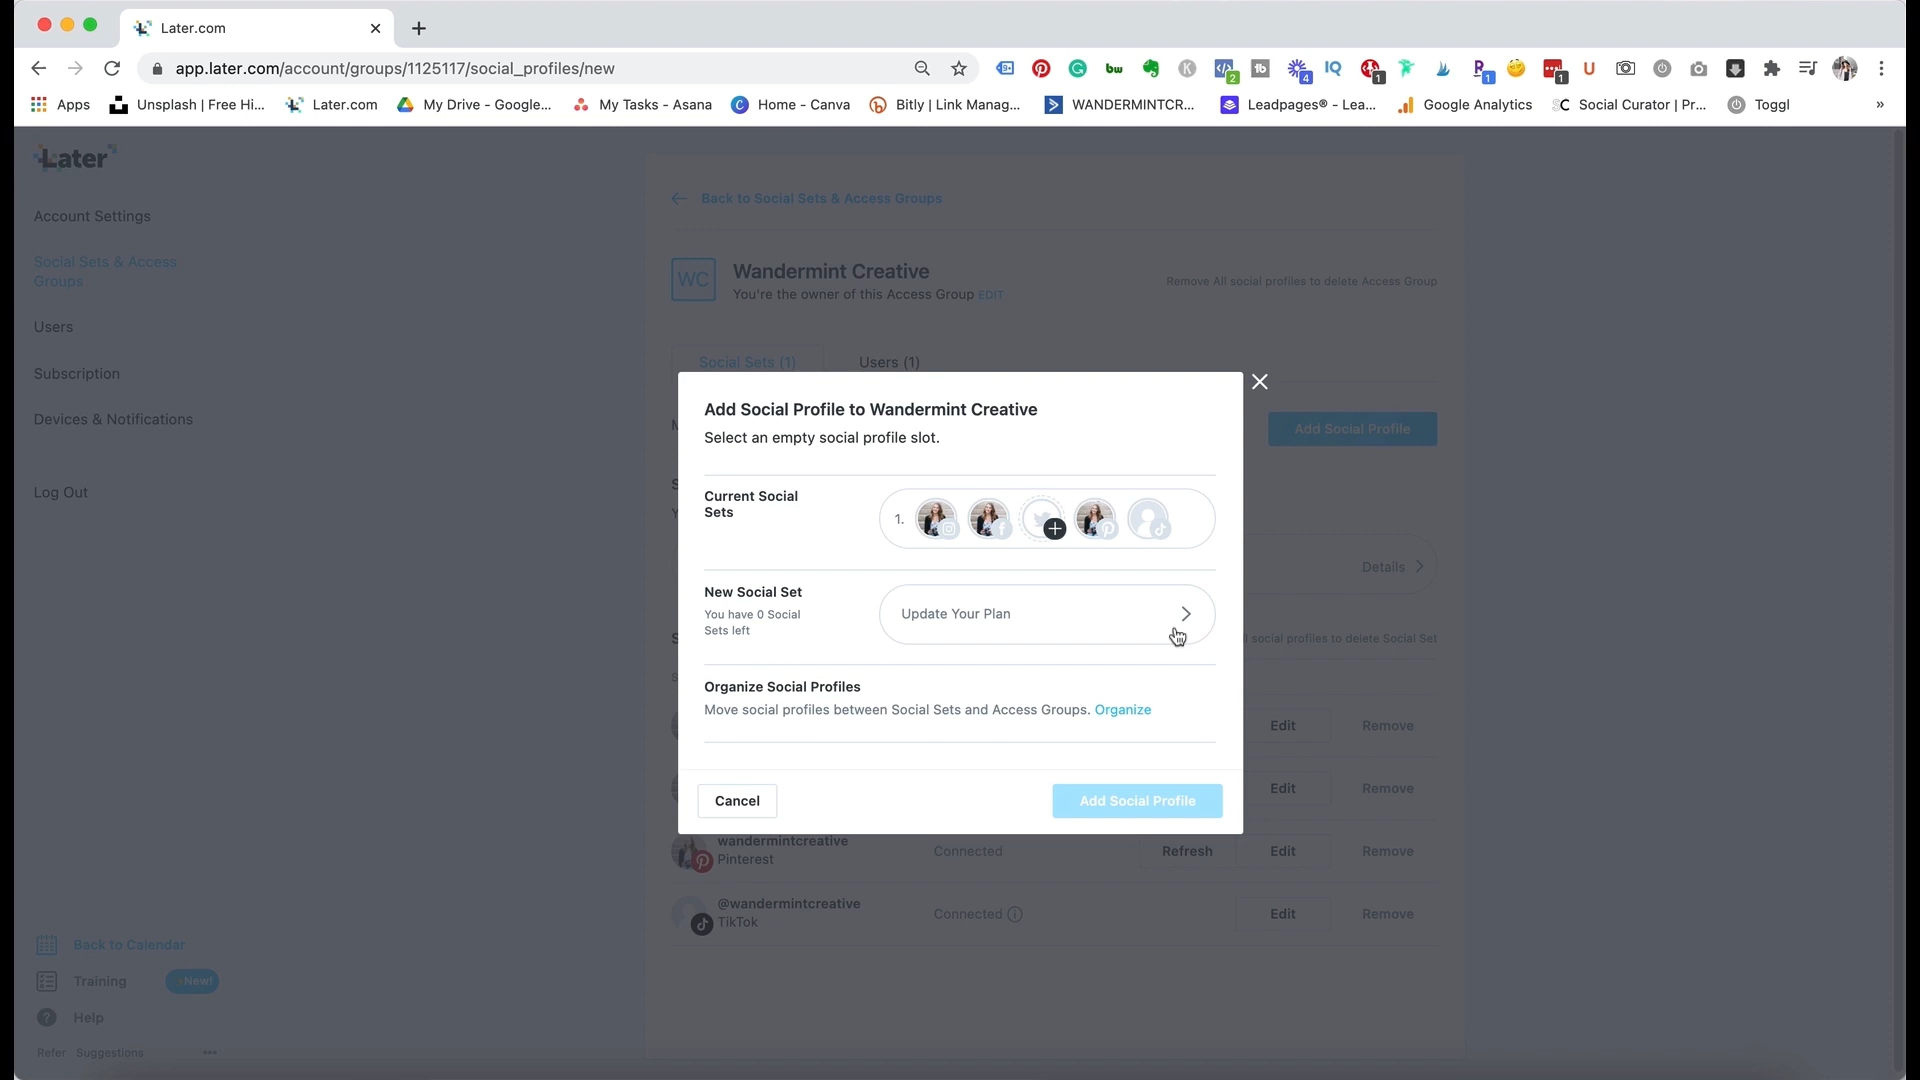 Later.com
app.later.com/account/groups/1125117/social_profiles/new
Apps
Unsplash | Free Hi...
Later.com
My Drive - Google...
My Tasks - Asana
Home - Canva
Bitly | Link Manag...
WANDERMINTCR...
Leadpages® - Lea...
Google Analytics
Social Curator | Pr...
Toggl
»
Later
Account Settings
Social Sets & Access
Groups
Users
Subscription
Devices & Notifications
Log Out
Back to Calendar
Training
New!
Help
Refer
Suggestions
Back to Social Sets & Access Groups
WC
Wandermint Creative
You're the owner of this Access Group EDIT
Remove All social profiles to delete Access Group
Social Sets (1)
Users (1)
Add Social Profile
Details
social profiles to delete Social Set
Add Social Profile to Wandermint Creative
Select an empty social profile slot.
Current Social
Sets
1.
New Social Set
You have 0 Social
Sets left
Update Your Plan
Organize Social Profiles
Move social profiles between Social Sets and Access Groups. Organize
Cancel
Add Social Profile
Edit
Remove
Edit
Remove
wandermintcreative
Pinterest
Connected
Refresh
Edit
Remove
@wandermintcreative
TikTok
Connected
Edit
Remove